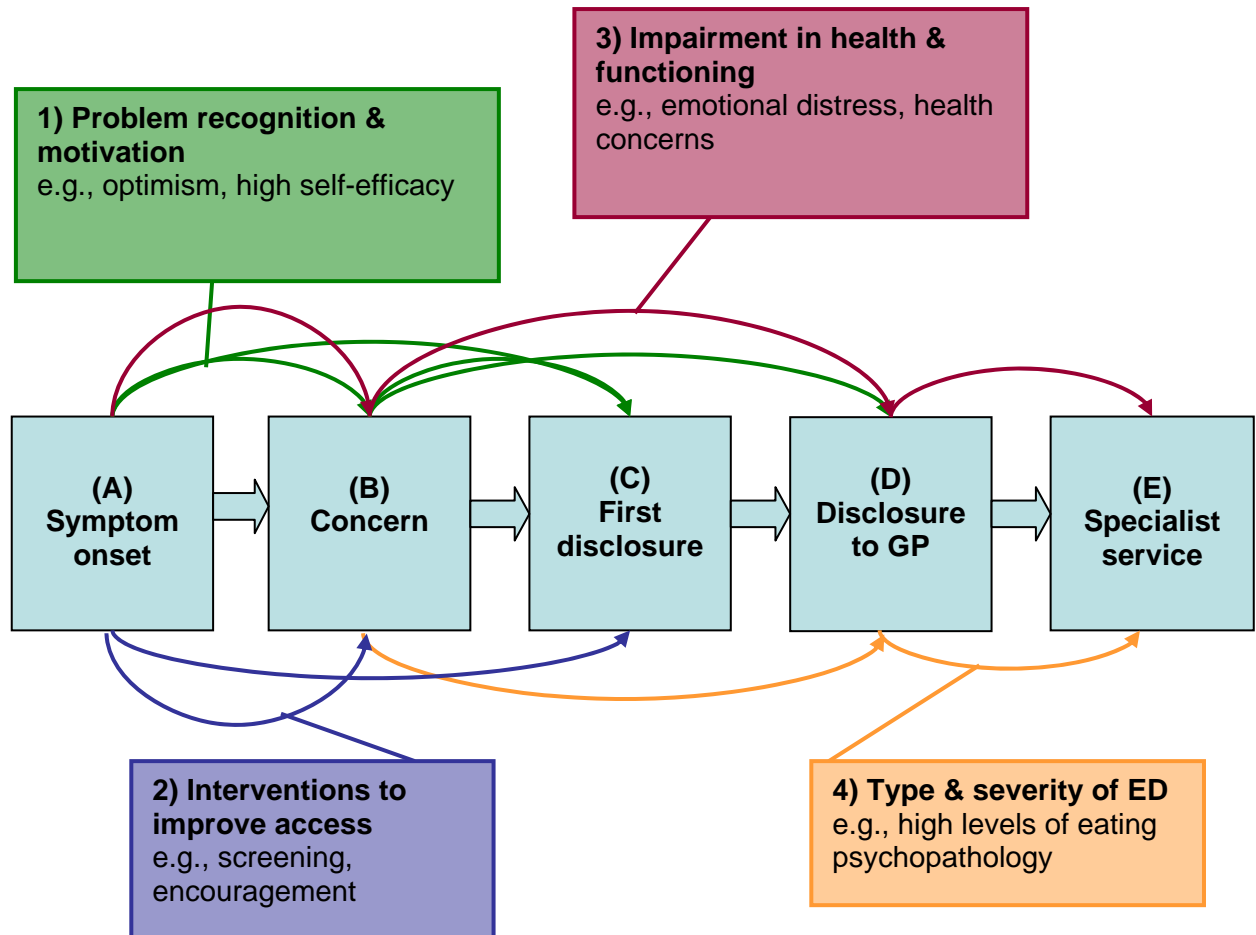 3) Impairment in health &
functioning
e.g., emotional distress, health
concerns
1) Problem recognition &
motivation
e.g., optimism, high self-efficacy
(A)
Symptom
onset
(B)
Concern
(C)
First
disclosure
(D)
Disclosure
to GP
(E)
Specialist
service
2) Interventions to
improve access
e.g., screening,
encouragement
4) Type & severity of ED
e.g., high levels of eating
psychopathology